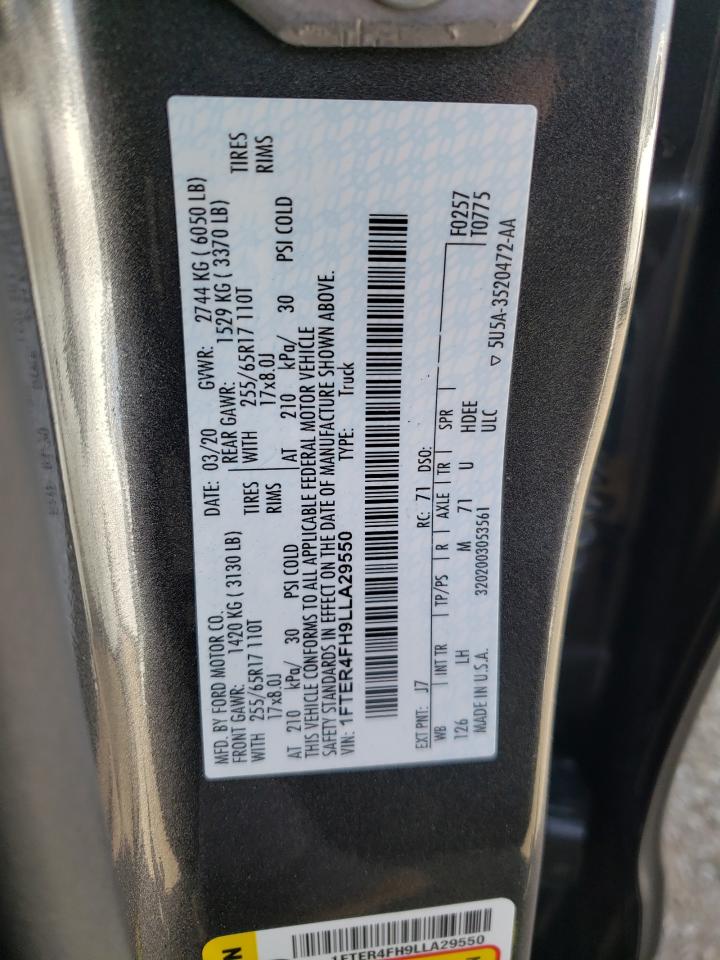 MFD. BY FORD MOTOR CO.
DATE: 03/20 GVWR: 2744 KG ( 6050 LB)
FRONT GAWR: 1420 KG ( 3130 LB)
REAR GAWR: 1529 KG ( 3370 LB)
WITH 255/65R17 110T TIRES
WITH 255/65R17 110T TIRES
17x8.0J RIMS
17x8.0J RIMS
AT 210 kPa/ 30 PSI COLD
AT 210 kPa/ 30 PSI COLD
THIS VEHICLE CONFORMS TO ALL APPLICABLE FEDERAL MOTOR VEHICLE
SAFETY STANDARDS IN EFFECT ON THE DATE OF MANUFACTURE SHOWN ABOVE.
VIN: 1FTER4FH9LLA29550 TYPE: Truck
EXT PNT: J7 RC: 71 DSO: F0257
WB INT TR TP/PS R AXLE TR SPR T0775
126 LH M 71 U HDEE
MADE IN U.S.A. 3202003053561 ULC
▽ 5U5A-3520472-AA
1FTER4FH9LLA29550